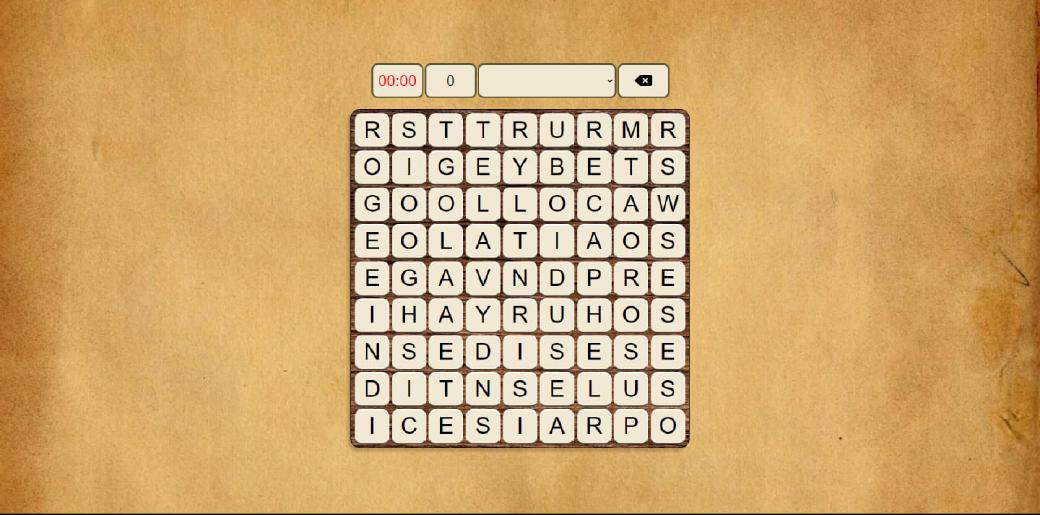 00:00 0
R S T T R U R M R
O I G E Y B E T S
G O O L L O C A W
E O L A T I A O S
E G A V N D P R E
I H A Y R U H O S
N S E D I S E S E
D I T N S E L U S
I C E S I A R P O